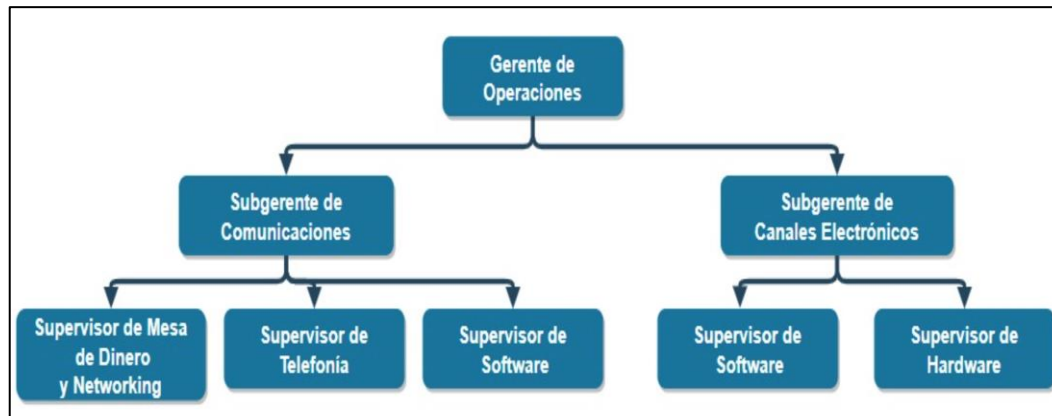 Gerente de
Operaciones
Subgerente de
Comunicaciones
Subgerente de
Canales Electrónicos
Supervisor de Mesa
de Dinero
y Networking
Supervisor de
Telefonía
Supervisor de
Software
Supervisor de
Software
Supervisor de
Hardware